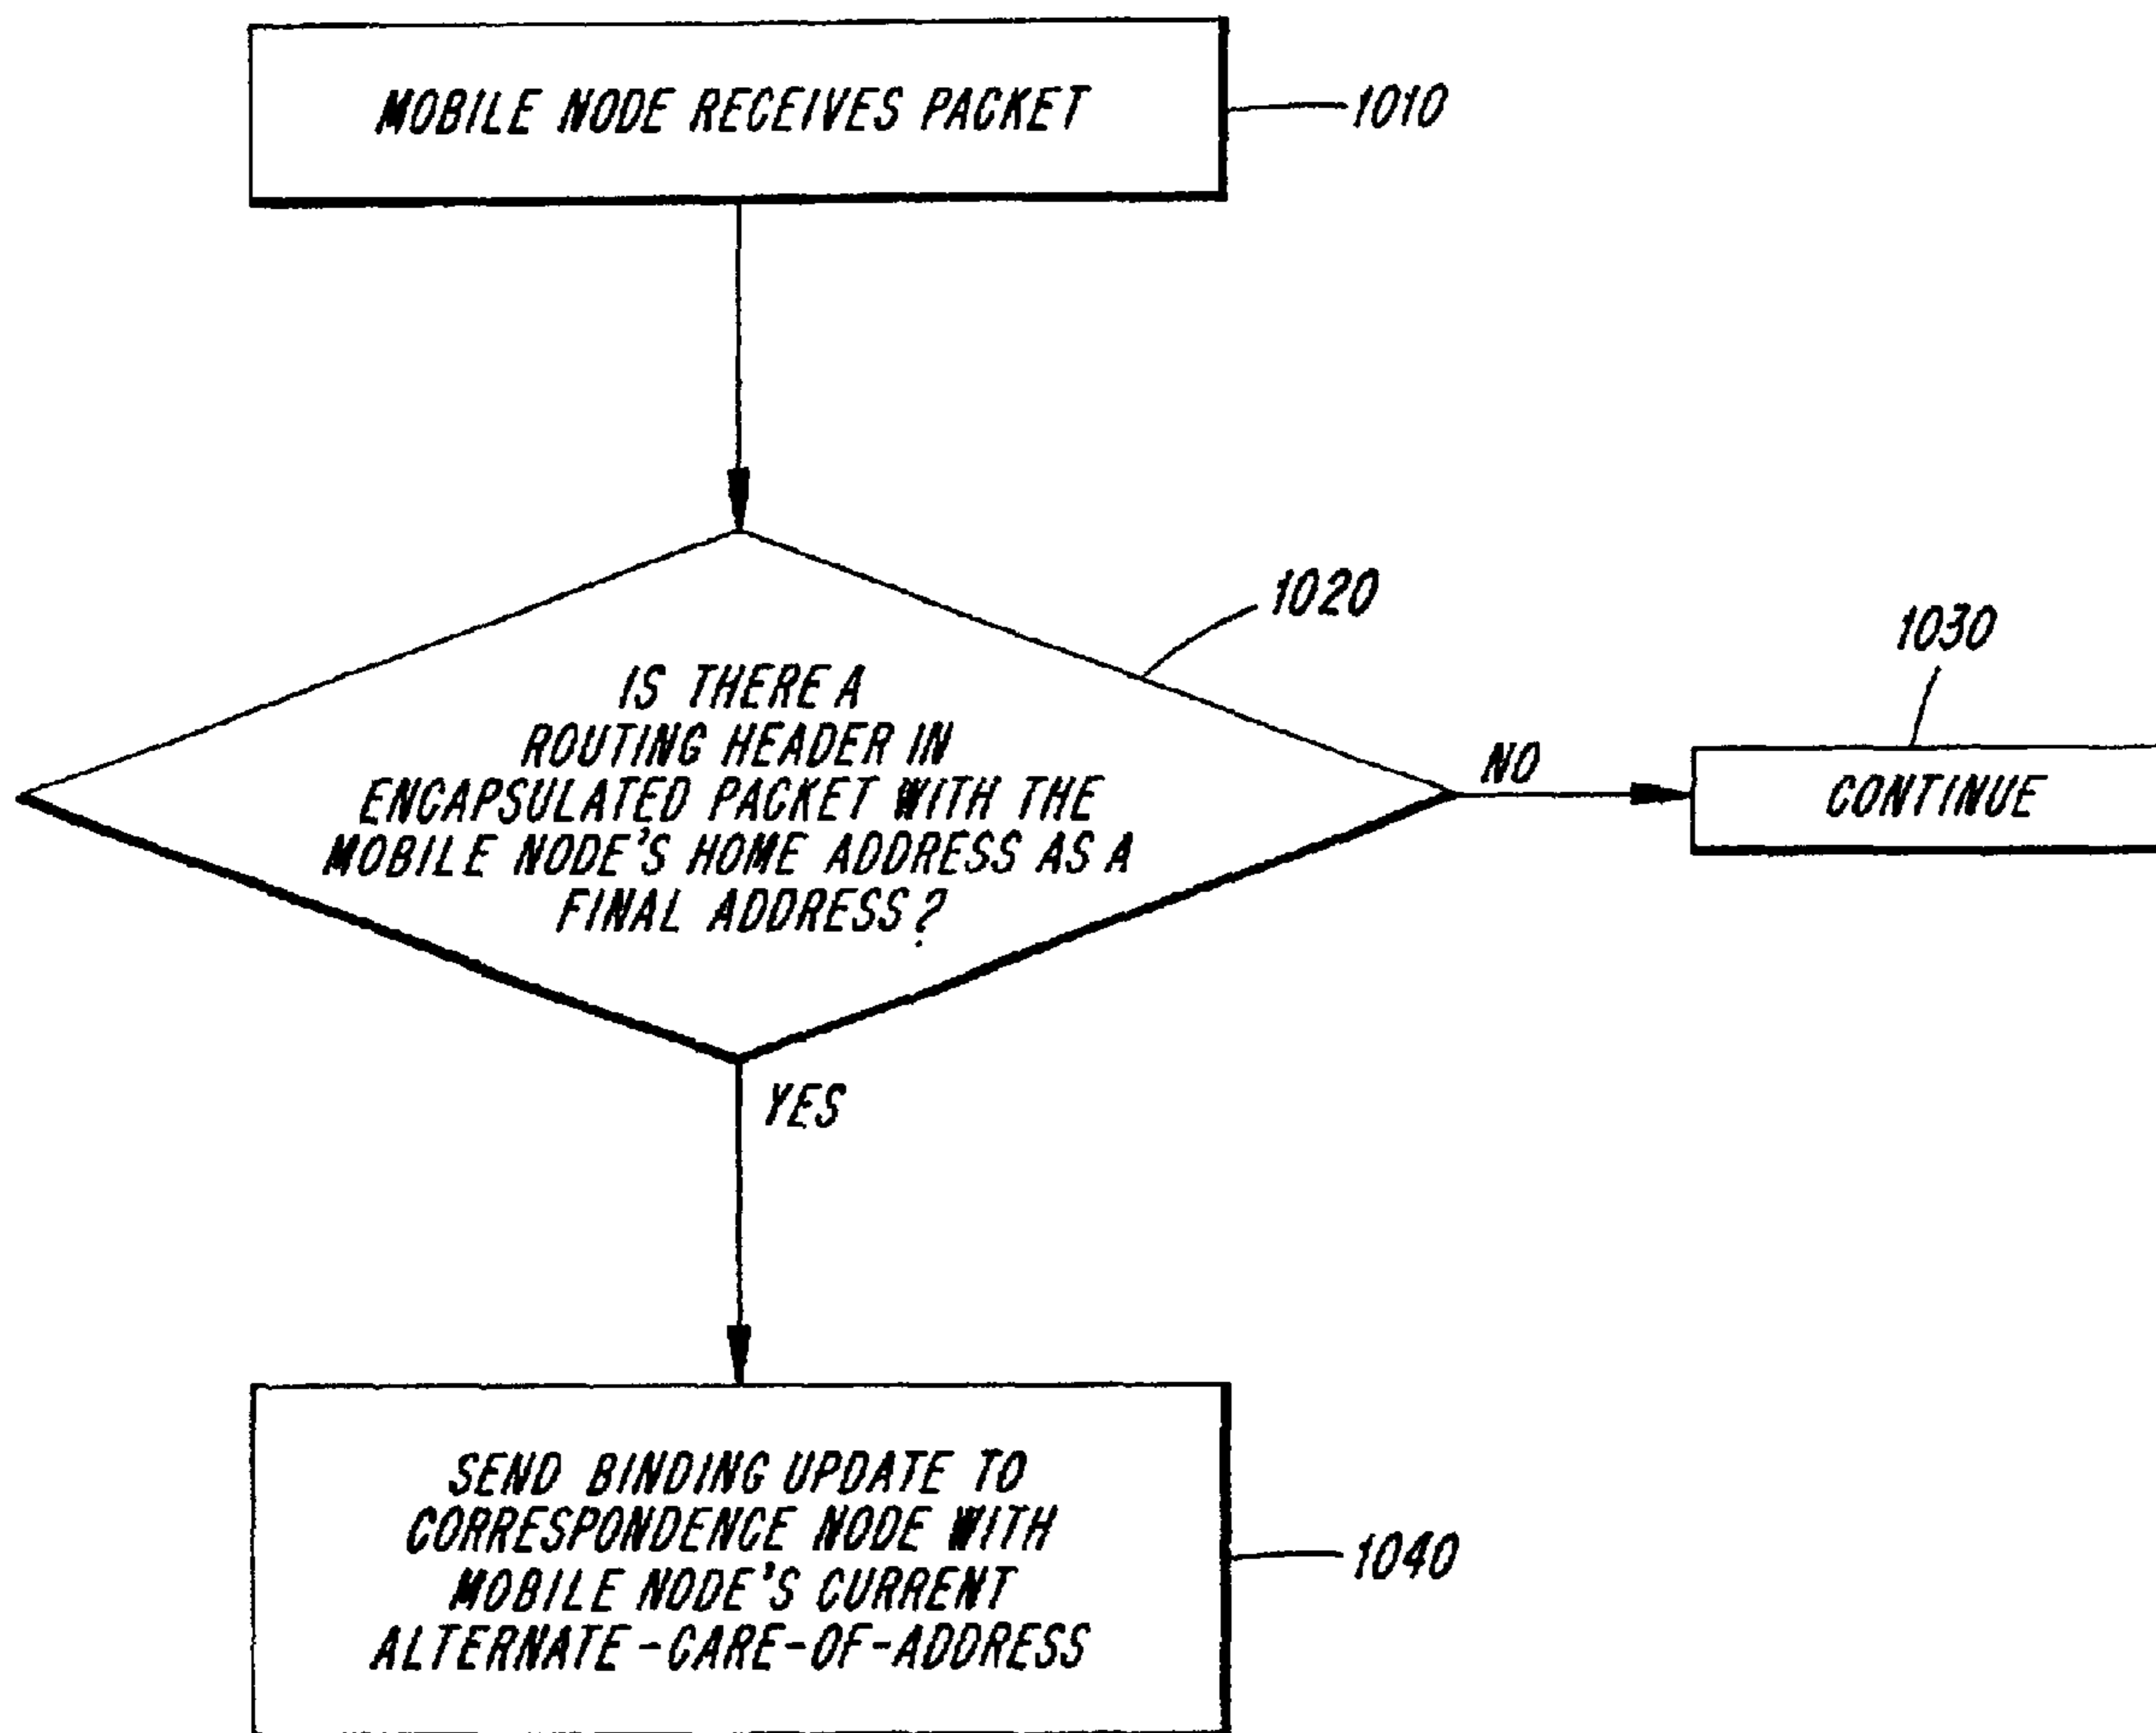 MOBILE NODE RECEIVES PACKET
1010
1020
IS THERE A
ROUTING HEADER IN
ENCAPSULATED PACKET WITH THE
MOBILE NODE'S HOME ADDRESS AS A
FINAL ADDRESS?
NO
1030
CONTINUE
YES
SEND BINDING UPDATE TO
CORRESPONDENCE NODE WITH
MOBILE NODE'S CURRENT
ALTERNATE-CARE-OF-ADDRESS
1040